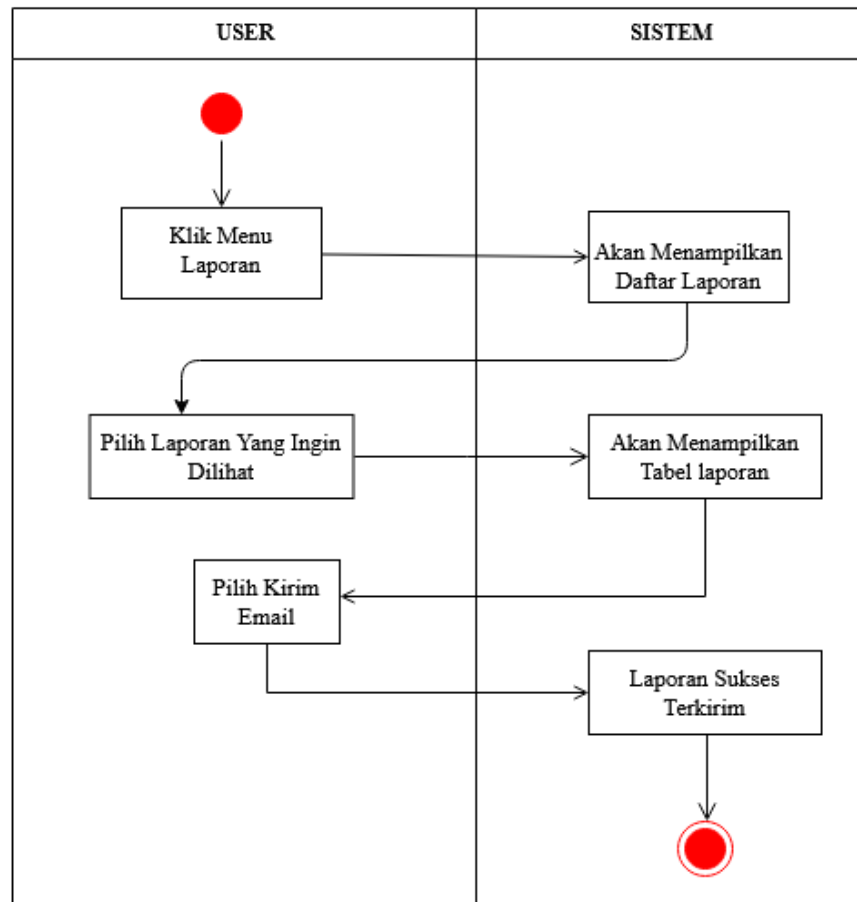 USER
SISTEM
Klik Menu
Laporan
Akan Menampilkan
Daftar Laporan
Pilih Laporan Yang Ingin
Dilihat
Akan Menampilkan
Tabel laporan
Pilih Kirim
Email
Laporan Sukses
Terkirim